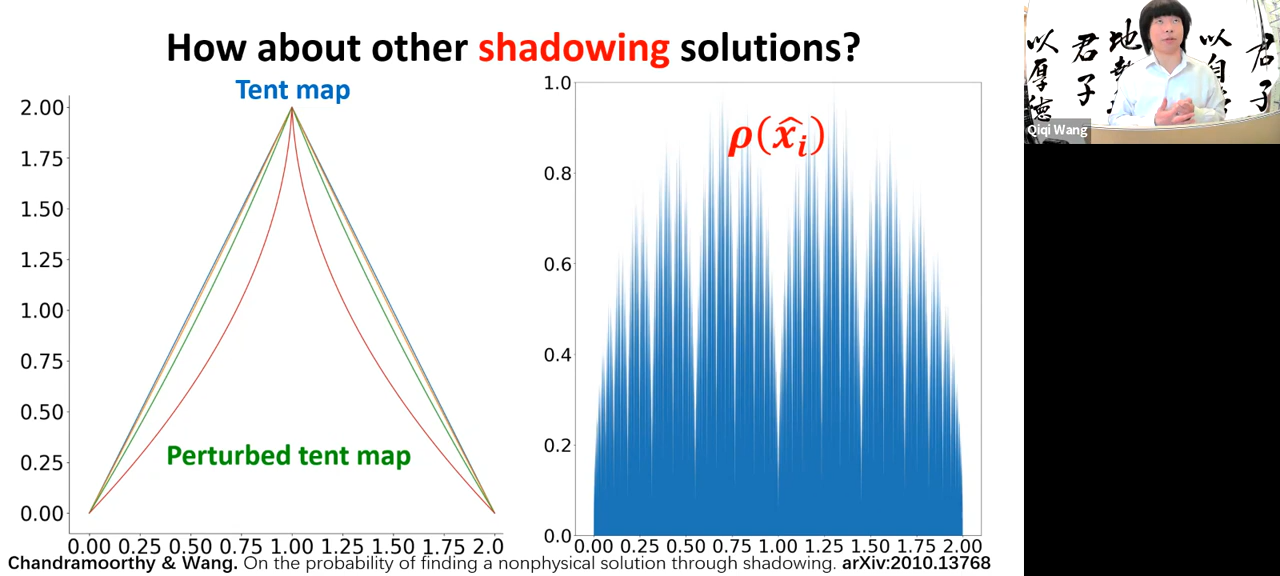 How about other shadowing solutions?
Tent map
2.00
1.75
1.50
1.25
1.00
0.75
0.50
0.25
0.00
0.00 0.25 0.50 0.75 1.00 1.25 1.50 1.75 2.0
Perturbed tent map
1.0
0.8
0.6
0.4
0.2
0.0
0.00 0.25 0.50 0.75 1.00 1.25 1.50 1.75 2.00
ρ(x̂ᵢ)
Chandramoorthy & Wang. On the probability of finding a nonphysical solution through shadowing. arXiv:2010.13768
以厚德
君子
地勢
以自
君子
Qiqi Wang